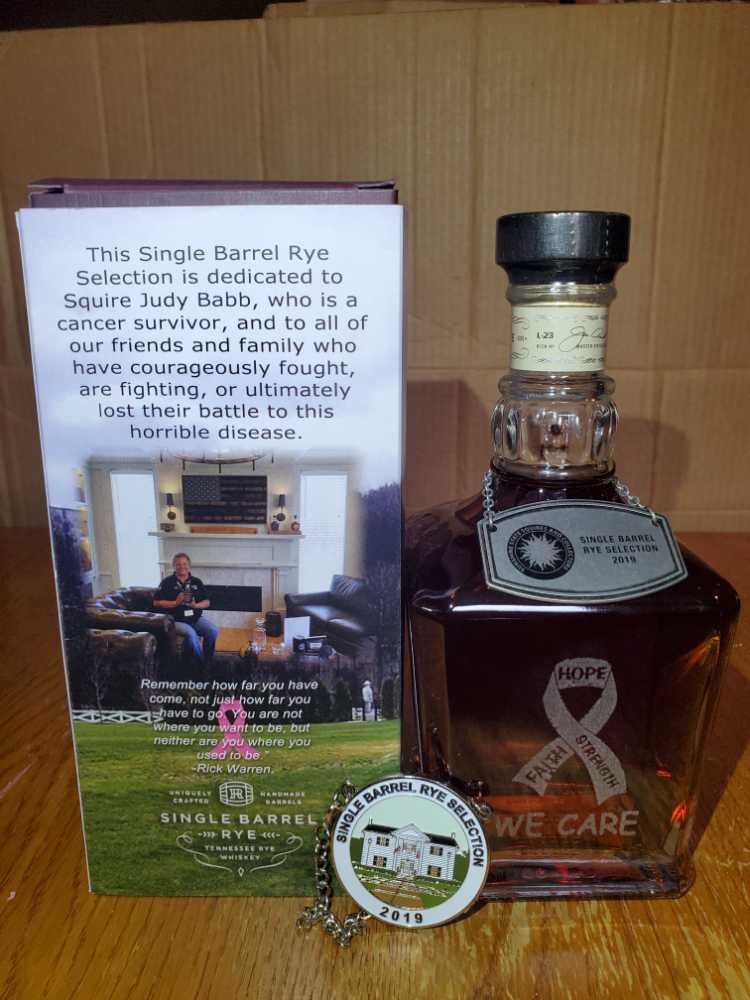 This Single Barrel Rye
Selection is dedicated to
Squire Judy Babb, who is a
cancer survivor, and to all of
our friends and family who
have courageously fought,
are fighting, or ultimately
lost their battle to this
horrible disease.
Remember how far you have
come, not just how far you
have to go. You are not
where you want to be, but
neither are you where you
used to be."
-Rick Warren.
UNIQUELY
CRAFTED
HANDMADE
BARRELS
SINGLE BARREL
RYE
TENNESSEE RYE
WHISKEY
L-23
RICK Nº
SINGLE BARREL
RYE SELECTION
2019
HOPE
FAITH
STRENGTH
WE CARE
SINGLE BARREL RYE SELECTION
2019